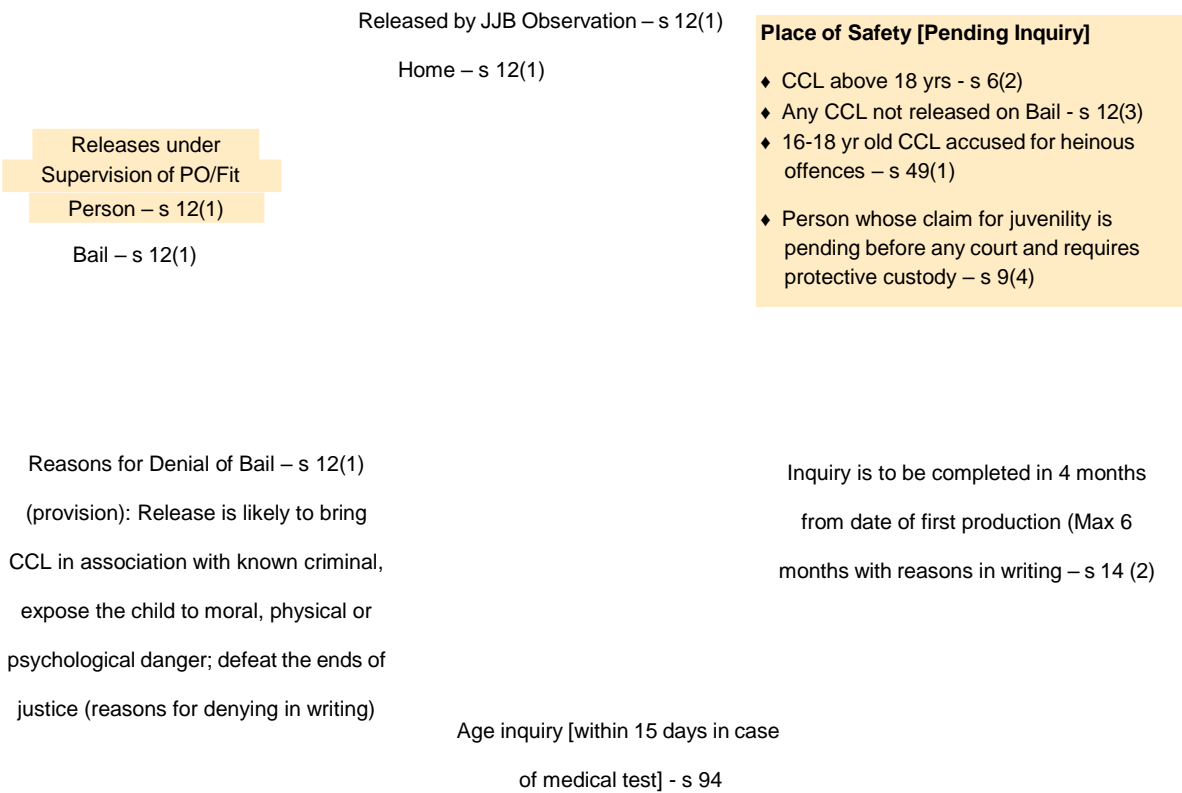 Released by JJB Observation – s 12(1)
Home – s 12(1)
Place of Safety [Pending Inquiry]
♦ CCL above 18 yrs - s 6(2)
♦ Any CCL not released on Bail - s 12(3)
♦ 16-18 yr old CCL accused for heinous
offences – s 49(1)
♦ Person whose claim for juvenility is
pending before any court and requires
protective custody – s 9(4)
Releases under
Supervision of PO/Fit
Person – s 12(1)
Bail – s 12(1)
Reasons for Denial of Bail – s 12(1)
(provision): Release is likely to bring
CCL in association with known criminal,
expose the child to moral, physical or
psychological danger; defeat the ends of
justice (reasons for denying in writing)
Inquiry is to be completed in 4 months
from date of first production (Max 6
months with reasons in writing – s 14 (2)
Age inquiry [within 15 days in case
of medical test] - s 94